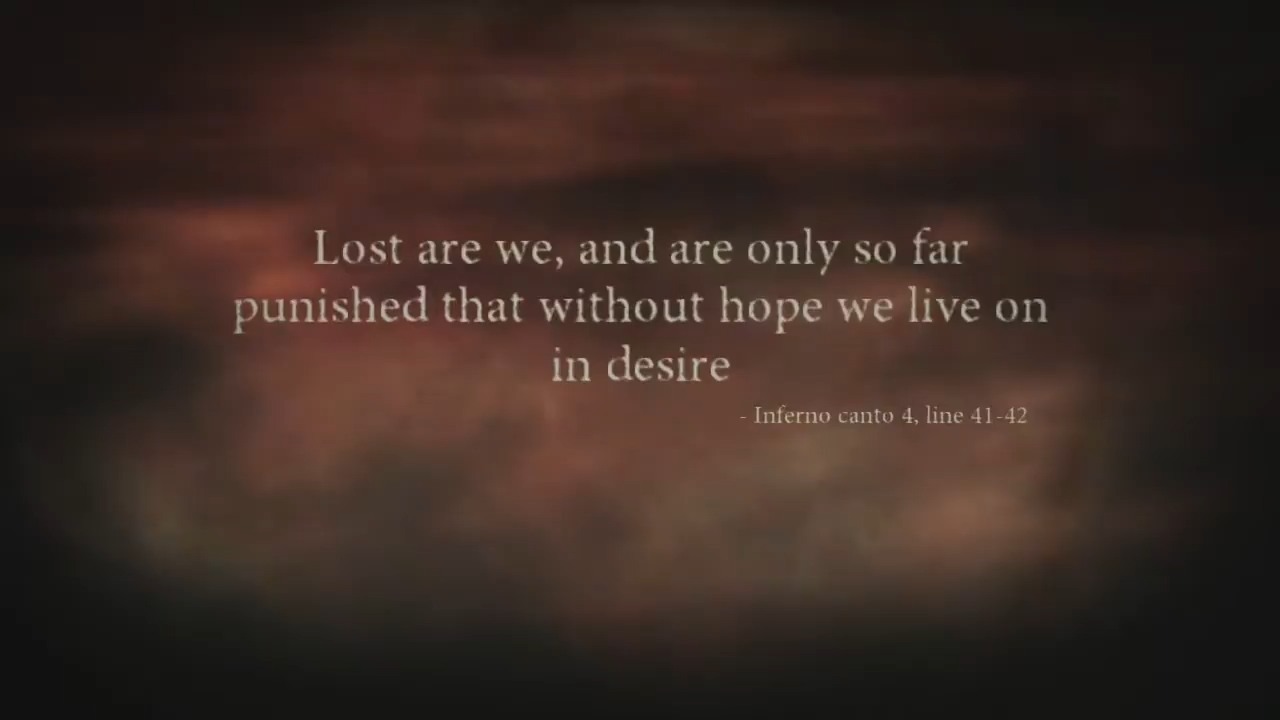 Lost are we, and are only so far
punished that without hope we live on
in desire
- Inferno canto 4, line 41-42